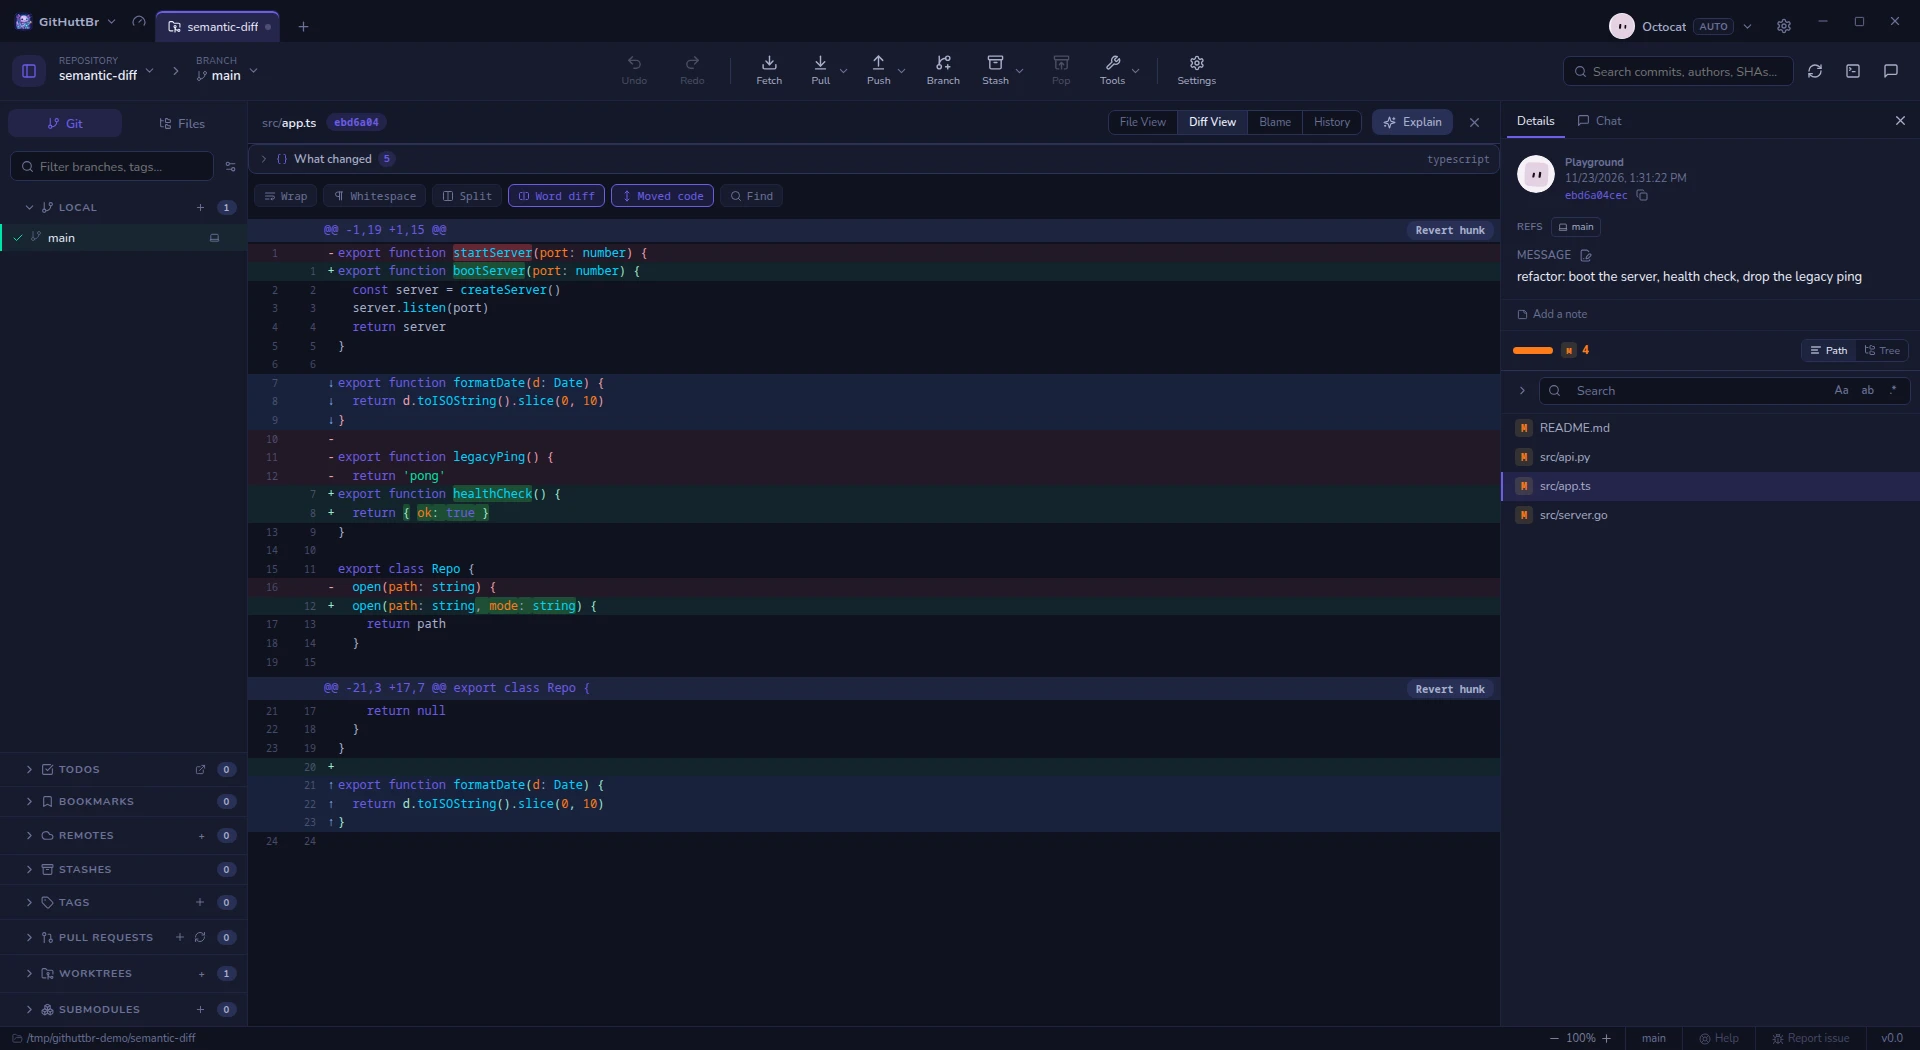 GitHuttBr
semantic-diff
Octocat AUTO
REPOSITORY
semantic-diff
BRANCH
main
Undo
Redo
Fetch
Pull
Push
Branch
Stash
Pop
Tools
Settings
Search commits, authors, SHAs...
Git
Files
Filter branches, tags...
LOCAL 1
main
TODOS 0
BOOKMARKS 0
REMOTES 0
STASHES 0
TAGS 0
PULL REQUESTS 0
WORKTREES 1
SUBMODULES 0
src/app.ts ebd6a04
File View
Diff View
Blame
History
Explain
{} What changed 5
typescript
Wrap
Whitespace
Split
Word diff
Moved code
Find
@@ -1,19 +1,15 @@ Revert hunk
1 -export function startServer(port: number) {
1 +export function bootServer(port: number) {
2 2 const server = createServer()
3 3 server.listen(port)
4 4 return server
5 5 }
6 6
7 ↓export function formatDate(d: Date) {
8 ↓ return d.toISOString().slice(0, 10)
9 ↓}
10 -
11 -export function legacyPing() {
12 - return 'pong'
7 +export function healthCheck() {
8 + return { ok: true }
13 9 }
14 10
15 11 export class Repo {
16 - open(path: string) {
12 + open(path: string, mode: string) {
17 13 return path
18 14 }
19 15
@@ -21,3 +17,7 @@ export class Repo { Revert hunk
21 17 return null
22 18 }
23 19 }
20 +
21 ↑export function formatDate(d: Date) {
22 ↑ return d.toISOString().slice(0, 10)
23 ↑}
24 24
Details
Chat
Playground
11/23/2026, 1:31:22 PM
ebd6a04cec
REFS main
MESSAGE
refactor: boot the server, health check, drop the legacy ping
Add a note
M 4
Path
Tree
Search Aa ab .*
M README.md
M src/api.py
M src/app.ts
M src/server.go
/tmp/githuttbr-demo/semantic-diff
— 100% +
main
Help
Report issue
v0.0